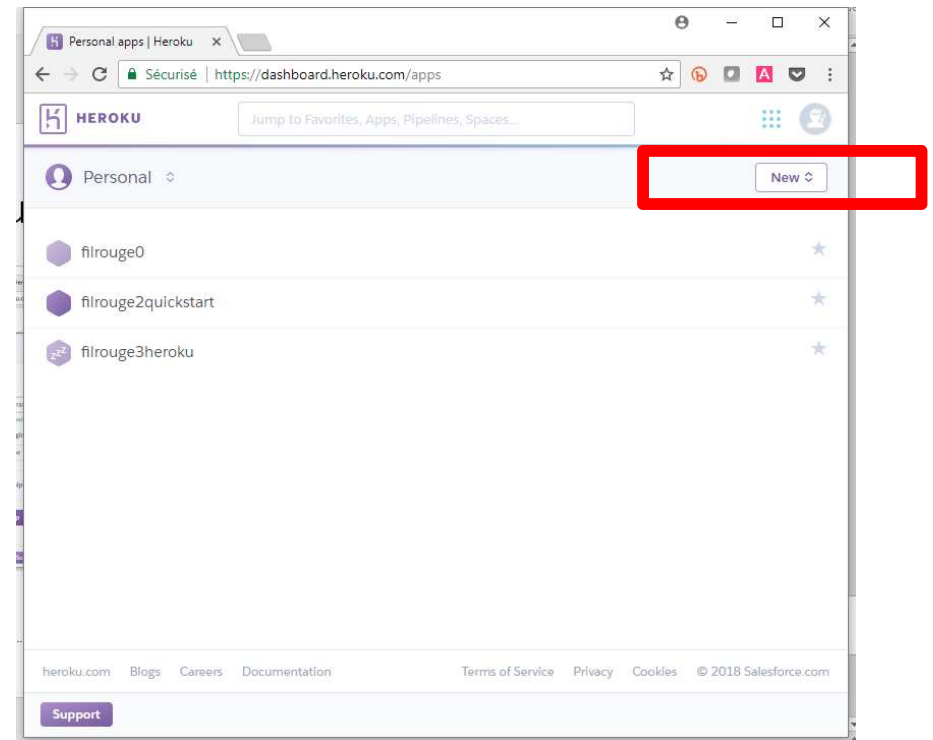 Personal apps | Heroku
Sécurisé | https://dashboard.heroku.com/apps
HEROKU
Jump to Favorites, Apps, Pipelines, Spaces...
Personal
New
filrouge0
filrouge2quickstart
zzz filrouge3heroku
heroku.com Blogs Careers Documentation Terms of Service Privacy Cookies © 2018 Salesforce.com
Support